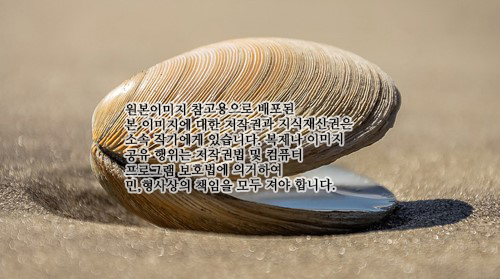 원본이미지 참고용으로 배포된
본 이미지에 대한 저작권과 지식재산권은
소속 작가에게 있습니다. 복제나 이미지
공유 행위는 저작권법 및 컴퓨터
프로그램 보호법에 의거하여
민,형사상의 책임을 모두 져야 합니다.